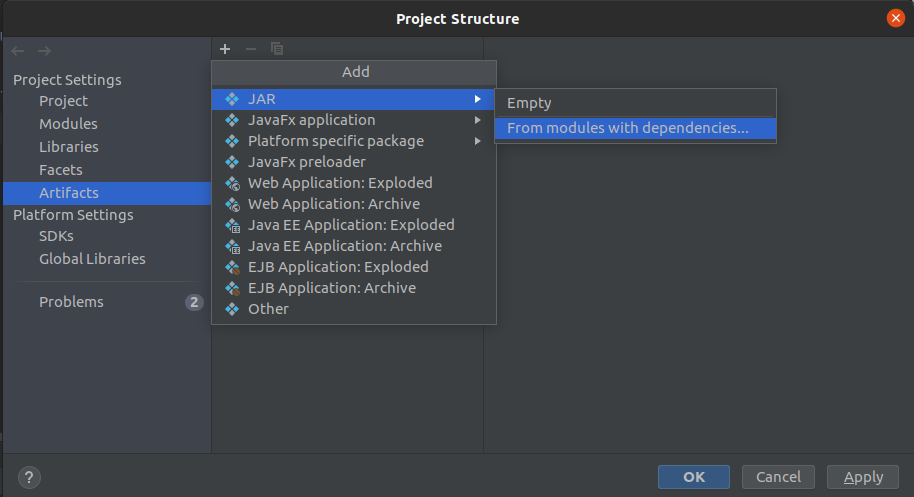 Project Structure
Project Settings
Project
Modules
Libraries
Facets
Artifacts
Platform Settings
SDKs
Global Libraries
Problems
2
Add
JAR
JavaFx application
Platform specific package
JavaFx preloader
Web Application: Exploded
Web Application: Archive
Java EE Application: Exploded
Java EE Application: Archive
EJB Application: Exploded
EJB Application: Archive
Other
Empty
From modules with dependencies...
?
OK
Cancel
Apply